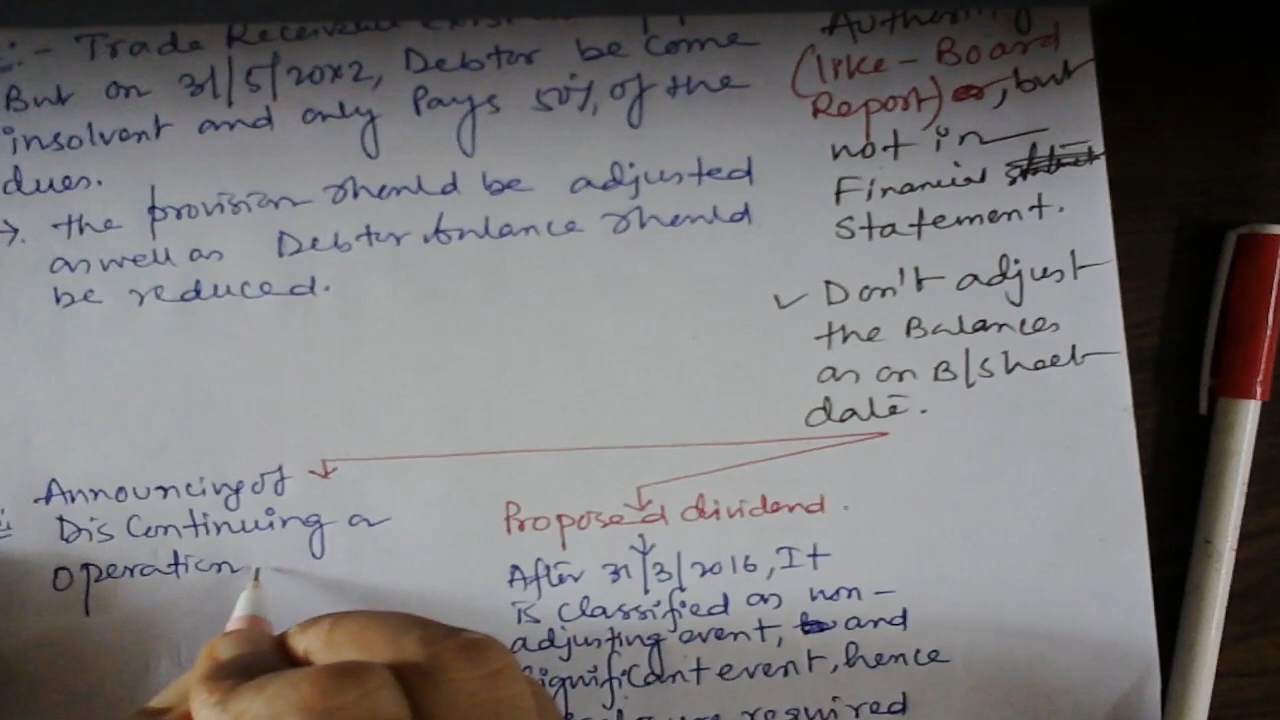 :- Trade Receivable
But on 31/5/20x2, Debtor become
insolvent and only Pays 50% of the
dues.
→. the provision should be adjusted
as well as Debtor balance should
be reduced.
(like - Board
Report), but
not in
Financial
Statement.
✓ Don't adjust
the Balances
as on B/Sheet
date.
Announcing of
Discontinuing a
operation
Proposed dividend.
After 31/3/2016, It
is classified as non-
adjusting event, and
significant event, hence
required